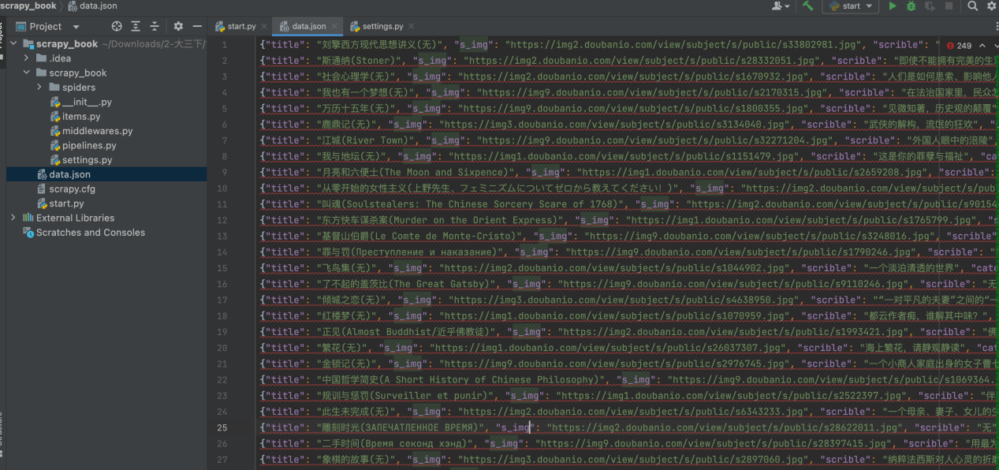 scrapy_book data.json start
Project start.py data.json settings.py
scrapy_book ~/Downloads/2-大三下/
.idea
scrapy_book
spiders
__init__.py
items.py
middlewares.py
pipelines.py
settings.py
data.json
scrapy.cfg
start.py
External Libraries
Scratches and Consoles
249
1 {"title": "刘擎西方现代思想讲义(无)", "s_img": "https://img2.doubanio.com/view/subject/s/public/s33802981.jpg", "scrible": "
2 {"title": "斯通纳(Stoner)", "s_img": "https://img2.doubanio.com/view/subject/s/public/s28332051.jpg", "scrible": "即使不能拥有完美的生
3 {"title": "社会心理学(无)", "s_img": "https://img2.doubanio.com/view/subject/s/public/s1670932.jpg", "scrible": "人们是如何思索、影响他
4 {"title": "我也有一个梦想(无)", "s_img": "https://img9.doubanio.com/view/subject/s/public/s2170315.jpg", "scrible": "在法治国家里，民众怎
5 {"title": "万历十五年(无)", "s_img": "https://img9.doubanio.com/view/subject/s/public/s1800355.jpg", "scrible": "见微知著，历史观的颠覆"
6 {"title": "鹿鼎记(无)", "s_img": "https://img3.doubanio.com/view/subject/s/public/s3134040.jpg", "scrible": "武侠的解构，流氓的狂欢", "
7 {"title": "江城(River Town)", "s_img": "https://img9.doubanio.com/view/subject/s/public/s32271204.jpg", "scrible": "外国人眼中的涪陵"
8 {"title": "我与地坛(无)", "s_img": "https://img1.doubanio.com/view/subject/s/public/s1151479.jpg", "scrible": "这是你的罪孽与福祉", "ca
9 {"title": "月亮和六便士(The Moon and Sixpence)", "s_img": "https://img1.doubanio.com/view/subject/s/public/s2659208.jpg", "scrible":
10 {"title": "从零开始的女性主义(上野先生、フェミニズムについてゼロから教えてください！)", "s_img": "https://img2.doubanio.com/view/subject/s/pub
11 {"title": "叫魂(Soulstealers: The Chinese Sorcery Scare of 1768)", "s_img": "https://img2.doubanio.com/view/subject/s/public/s90154
12 {"title": "东方快车谋杀案(Murder on the Orient Express)", "s_img": "https://img1.doubanio.com/view/subject/s/public/s1765799.jpg", "
13 {"title": "基督山伯爵(Le Comte de Monte-Cristo)", "s_img": "https://img9.doubanio.com/view/subject/s/public/s3248016.jpg", "scrible"
14 {"title": "罪与罚(Преступление и наказание)", "s_img": "https://img9.doubanio.com/view/subject/s/public/s1790246.jpg", "scrible": "
15 {"title": "飞鸟集(无)", "s_img": "https://img2.doubanio.com/view/subject/s/public/s1044902.jpg", "scrible": "一个淡泊清透的世界", "cate
16 {"title": "了不起的盖茨比(The Great Gatsby)", "s_img": "https://img9.doubanio.com/view/subject/s/public/s9110246.jpg", "scrible": "无
17 {"title": "倾城之恋(无)", "s_img": "https://img3.doubanio.com/view/subject/s/public/s4638950.jpg", "scrible": "“一对平凡的夫妻”之间的“一
18 {"title": "红楼梦(无)", "s_img": "https://img1.doubanio.com/view/subject/s/public/s1070959.jpg", "scrible": "都云作者痴，谁解其中味？",
19 {"title": "正见(Almost Buddhist/近乎佛教徒)", "s_img": "https://img2.doubanio.com/view/subject/s/public/s1993421.jpg", "scrible": "佛
20 {"title": "繁花(无)", "s_img": "https://img1.doubanio.com/view/subject/s/public/s26037307.jpg", "scrible": "海上繁花，请静观静读", "cat
21 {"title": "金锁记(无)", "s_img": "https://img9.doubanio.com/view/subject/s/public/s2976745.jpg", "scrible": "一个小商人家庭出身的女子曹七
22 {"title": "中国哲学简史(A Short History of Chinese Philosophy)", "s_img": "https://img9.doubanio.com/view/subject/s/public/s1069364.
23 {"title": "规训与惩罚(Surveiller et punir)", "s_img": "https://img1.doubanio.com/view/subject/s/public/s2522397.jpg", "scrible": "伴
24 {"title": "此生未完成(无)", "s_img": "https://img2.doubanio.com/view/subject/s/public/s6343233.jpg", "scrible": "一个母亲、妻子、女儿的生
25 {"title": "雕刻时光(ЗАПЕЧАТЛЕННОЕ ВРЕМЯ)", "s_img": "https://img2.doubanio.com/view/subject/s/public/s28622011.jpg", "scrible": "无"
26 {"title": "二手时间(Время секонд хэнд)", "s_img": "https://img9.doubanio.com/view/subject/s/public/s28397415.jpg", "scrible": "用最为
27 {"title": "象棋的故事(无)", "s_img": "https://img3.doubanio.com/view/subject/s/public/s2897060.jpg", "scrible": "纳粹法西斯对人心灵的折磨